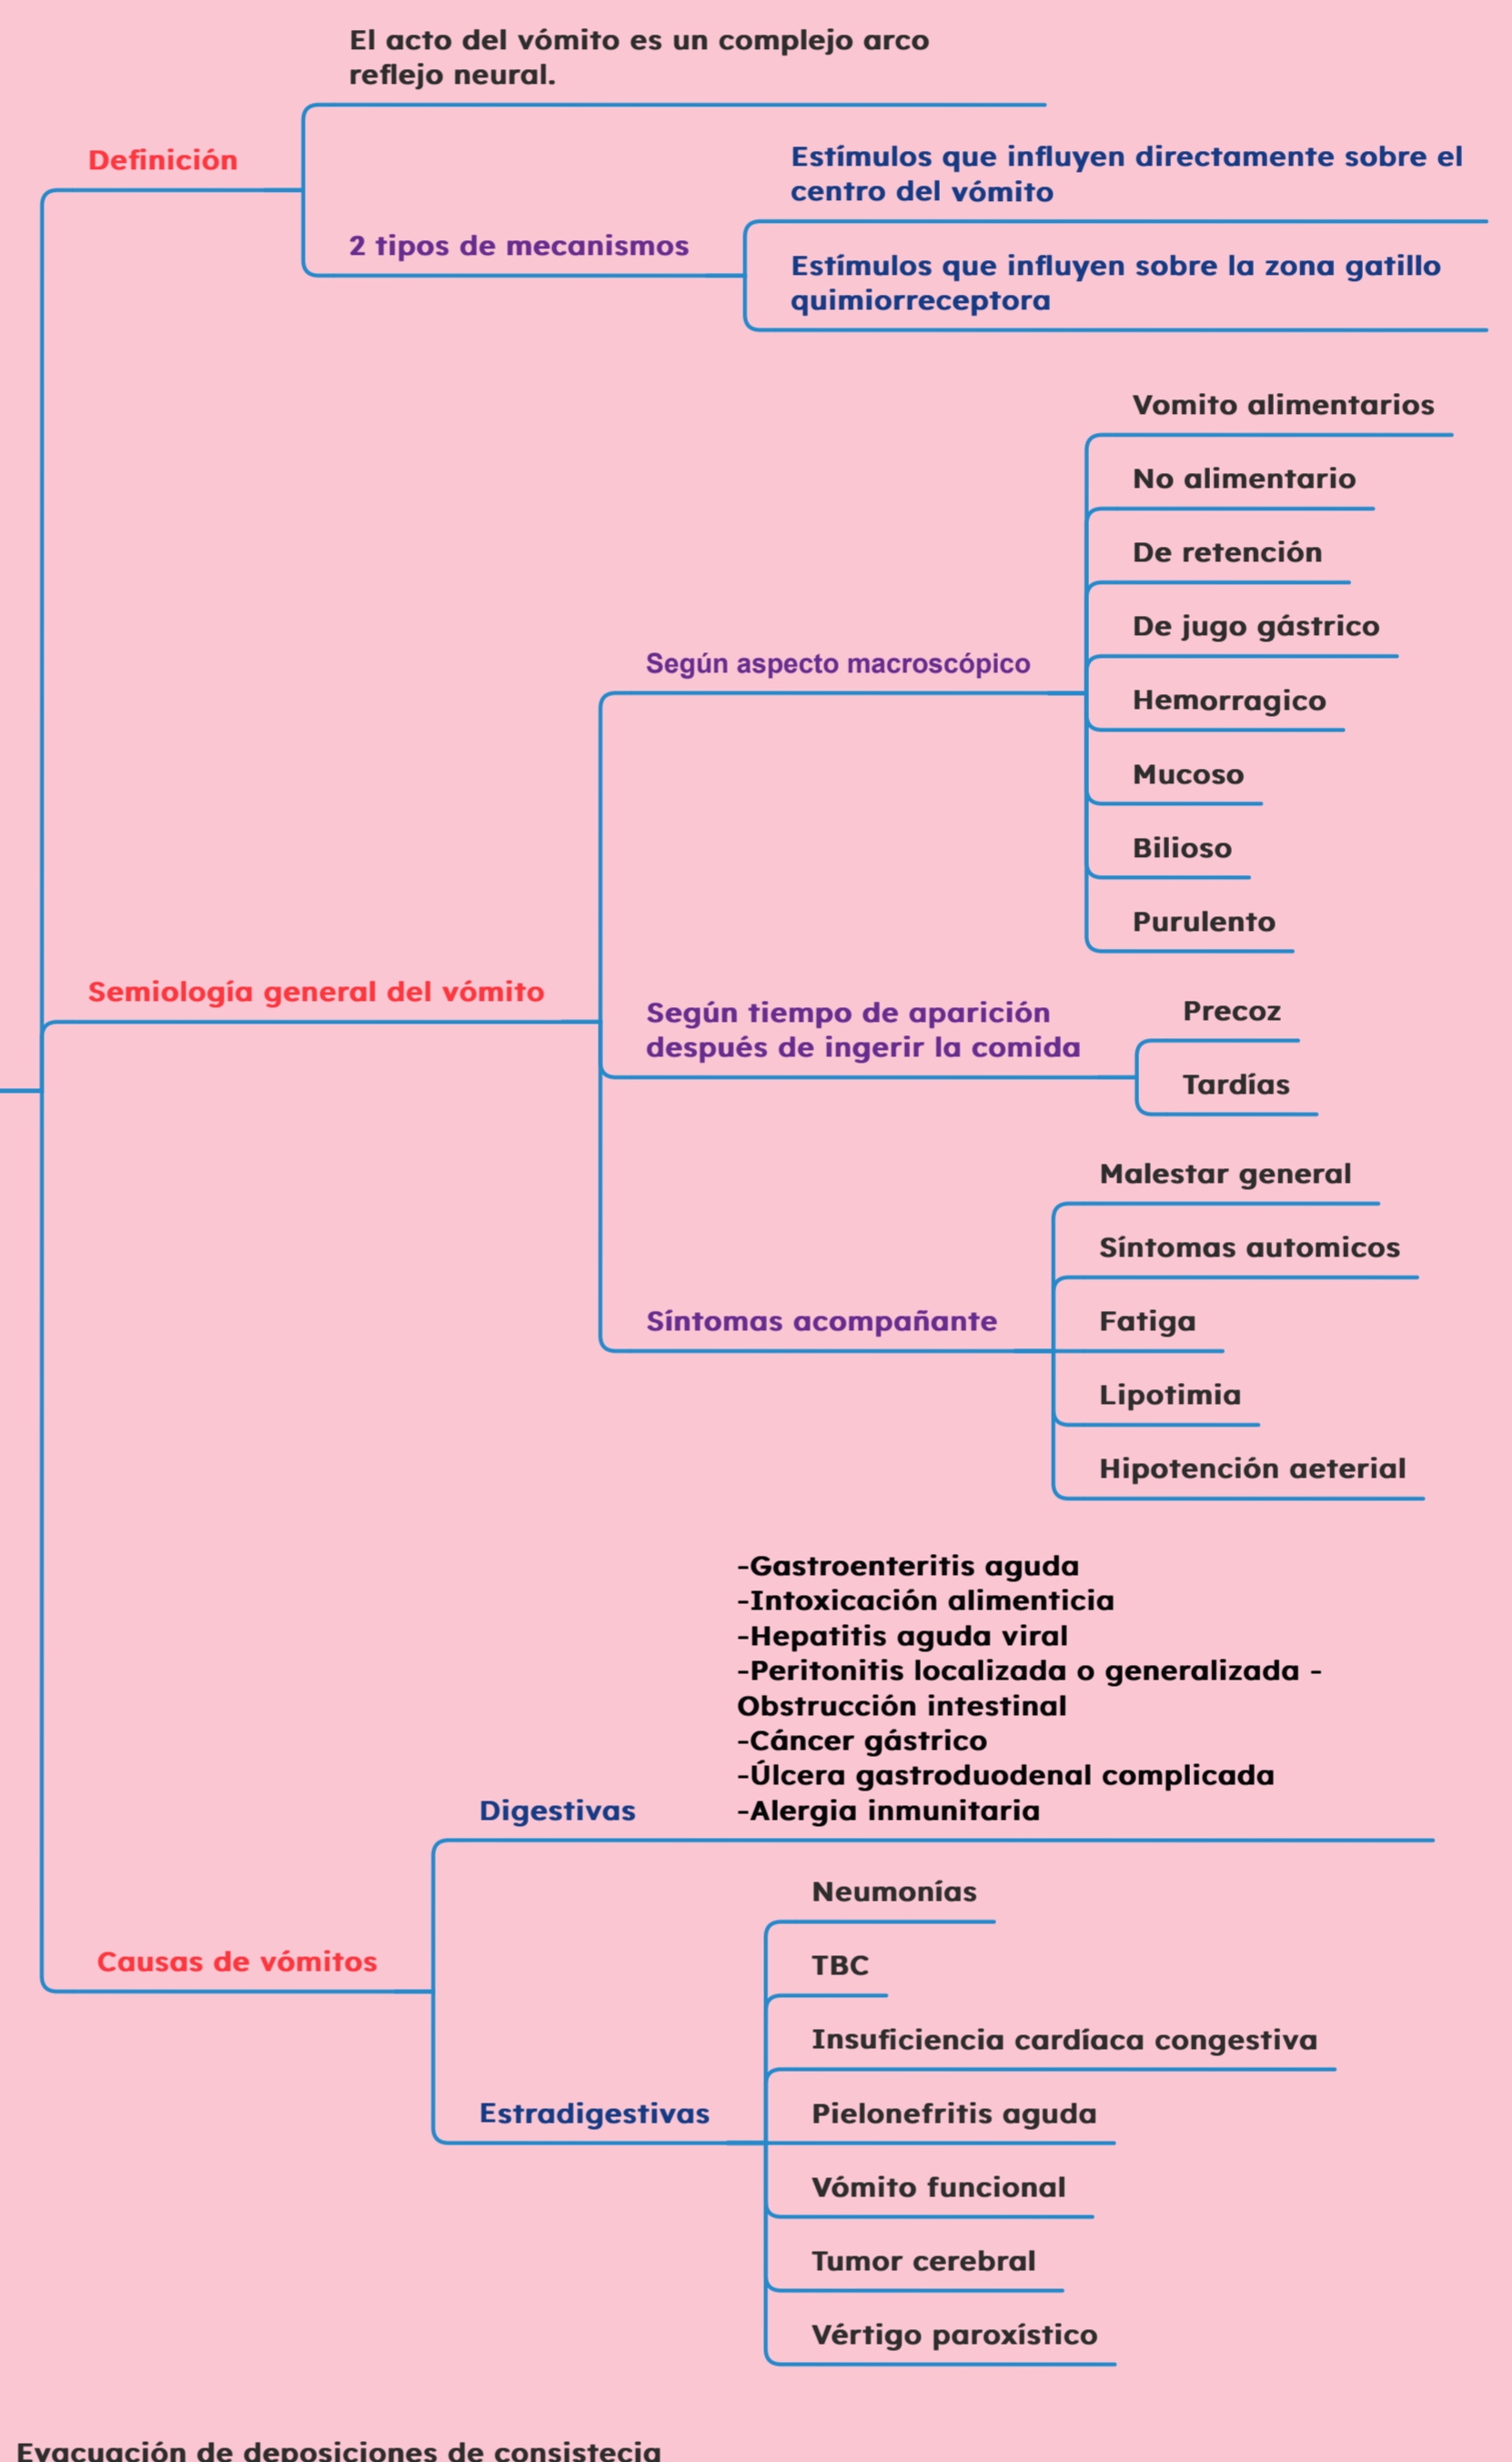 El acto del vómito es un complejo arco
reflejo neural.
Definición
Estímulos que influyen directamente sobre el
centro del vómito
2 tipos de mecanismos
Estímulos que influyen sobre la zona gatillo
quimiorreceptora
Vomito alimentarios
No alimentario
De retención
De jugo gástrico
Según aspecto macroscópico
Hemorragico
Mucoso
Bilioso
Purulento
Semiología general del vómito
Según tiempo de aparición
después de ingerir la comida
Precoz
Tardías
Malestar general
Síntomas automicos
Síntomas acompañante
Fatiga
Lipotimia
Hipotención aeterial
-Gastroenteritis aguda
-Intoxicación alimenticia
-Hepatitis aguda viral
-Peritonitis localizada o generalizada -
Obstrucción intestinal
-Cáncer gástrico
-Úlcera gastroduodenal complicada
-Alergia inmunitaria
Digestivas
Causas de vómitos
Neumonías
TBC
Insuficiencia cardíaca congestiva
Estradigestivas
Pielonefritis aguda
Vómito funcional
Tumor cerebral
Vértigo paroxístico
Evacuación de deposiciones de consistecia